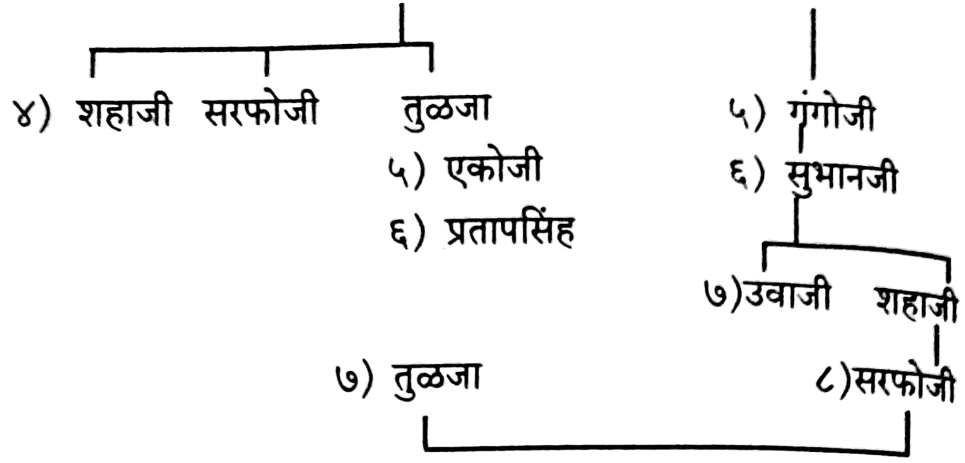 ४) शहाजी सरफोजी तुळजा ५) गंगोजी
५) एकोजी ६) सुभानजी
६) प्रतापसिंह
७)उवाजी शहाजी
७) तुळजा ८)सरफोजी